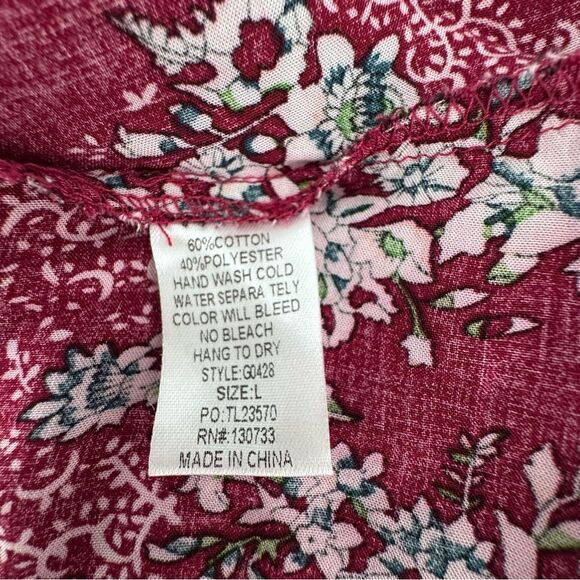 60%COTTON
40%POLYESTER
HAND WASH COLD
WATER SEPARA TELY
COLOR WILL BLEED
NO BLEACH
HANG TO DRY
STYLE:G0428
SIZE:L
PO:TL23570
RN#:130733
MADE IN CHINA